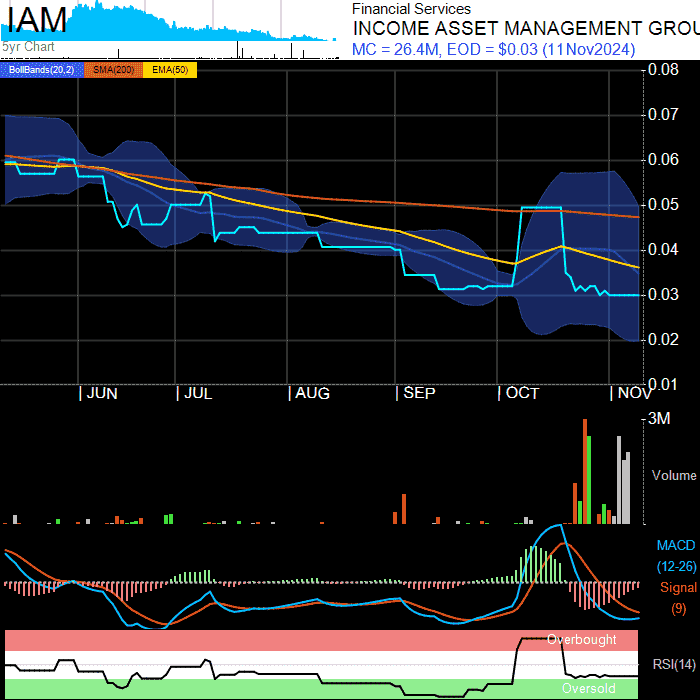 IAM
5yr Chart
Financial Services
INCOME ASSET MANAGEMENT GROU
MC = 26.4M, EOD = $0.03 (11Nov2024)
BollBands(20,2) SMA(200) EMA(50)
0.08
0.07
0.06
0.05
0.04
0.03
0.02
0.01
| JUN | JUL | AUG | SEP | OCT | NOV
3M
Volume
MACD
(12-26)
Signal
(9)
Overbought
RSI(14)
Oversold